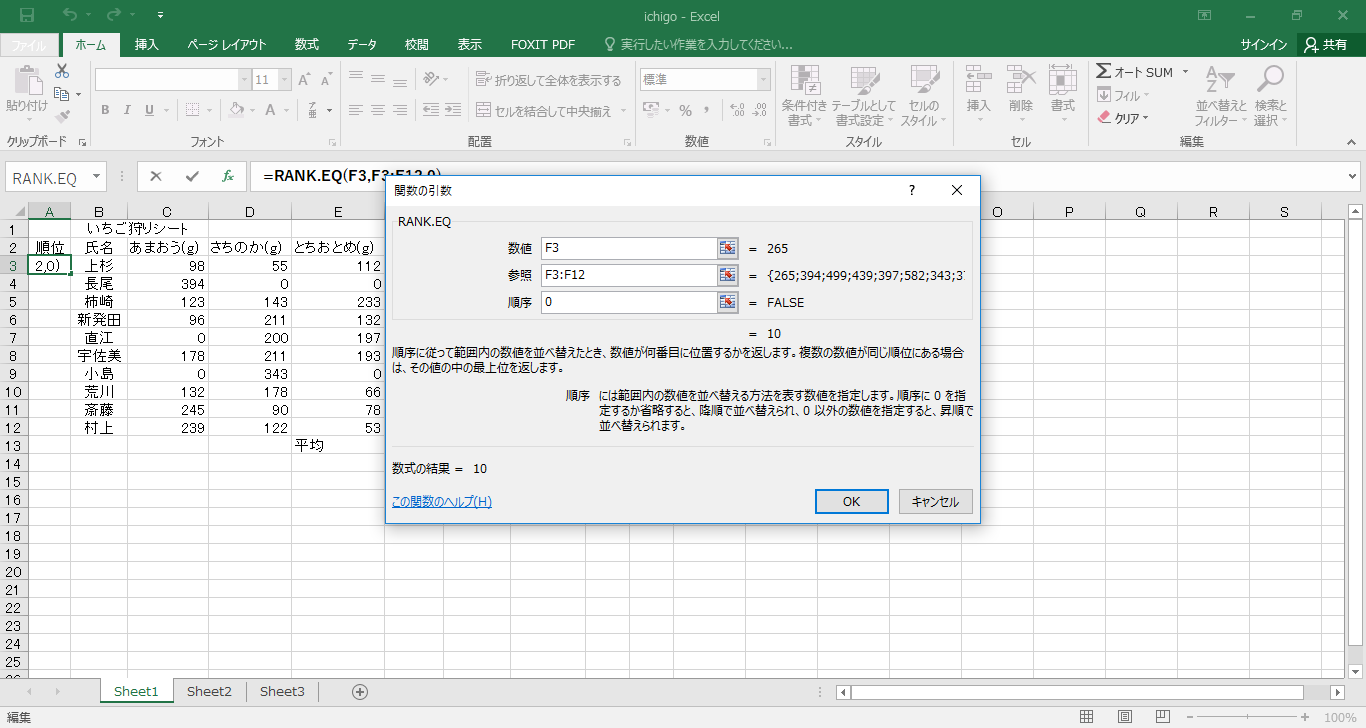 ichigo - Excel
ファイル ホーム 挿入 ページ レイアウト 数式 データ 校閲 表示 FOXIT PDF 実行したい作業を入力してください... サインイン 共有
11 折り返して全体を表示する 標準 Σ オート SUM
貼り付け B I U A セルを結合して中央揃え % 条件付き書式 テーブルとして書式設定 セルのスタイル 挿入 削除 書式 フィル クリア 並べ替えとフィルター 検索と選択
クリップボード フォント 配置 数値 スタイル セル 編集
RANK.EQ fx =RANK.EQ(F3,F3:F12,0)
A B C D E O P Q R S
1 いちご狩りシート
2 順位 氏名 あまおう(g) さちのか(g) とちおとめ(g)
3 2,0) 上杉 98 55 112
4 長尾 394 0 0
5 柿崎 123 143 233
6 新発田 96 211 132
7 直江 0 200 197
8 宇佐美 178 211 193
9 小島 0 343 0
10 荒川 132 178 66
11 斎藤 245 90 78
12 村上 239 122 53
13 平均
14
15
16
17
18
19
20
21
22
23
24
25
関数の引数 ?
RANK.EQ
数値 F3 = 265
参照 F3:F12 = {265;394;499;439;397;582;343;37
順序 0 = FALSE
= 10
順序に従って範囲内の数値を並べ替えたとき、数値が何番目に位置するかを返します。複数の数値が同じ順位にある場合
は、その値の中の最上位を返します。
順序 には範囲内の数値を並べ替える方法を表す数値を指定します。順序に 0 を指
定するか省略すると、降順で並べ替えられ、0 以外の数値を指定すると、昇順で
並べ替えられます。
数式の結果 = 10
この関数のヘルプ(H) OK キャンセル
Sheet1 Sheet2 Sheet3
編集 100%